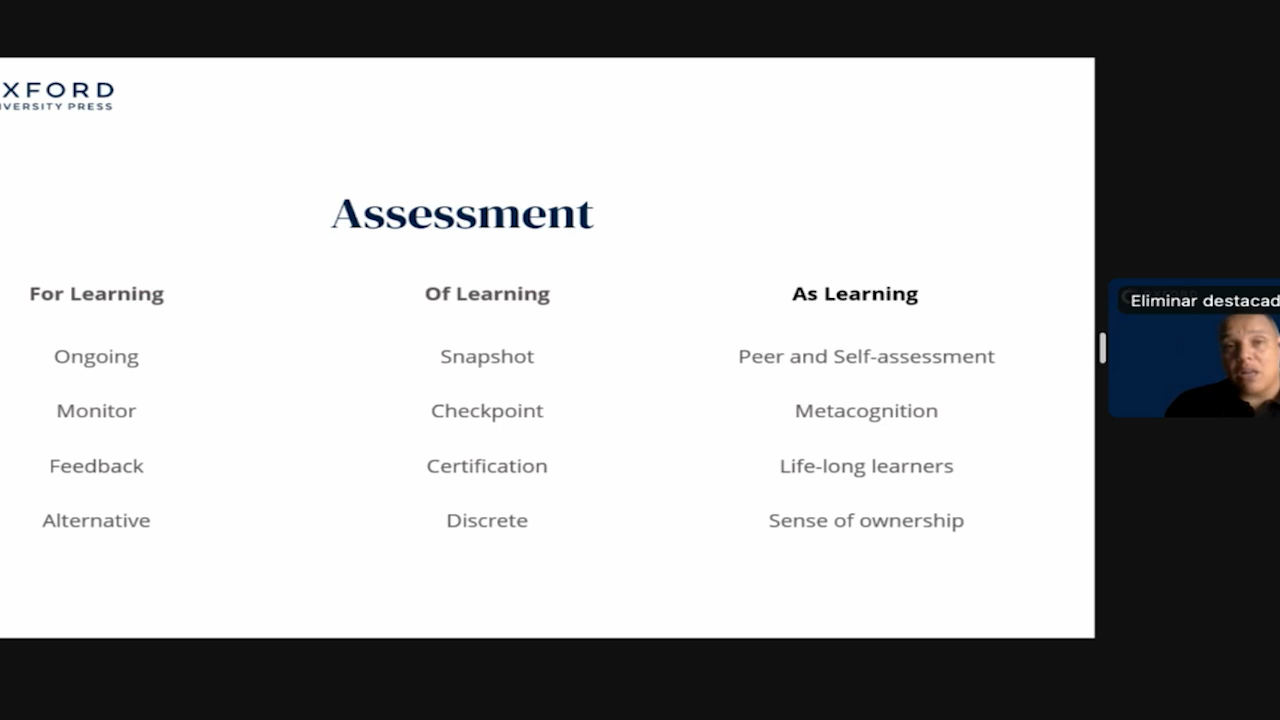 XFORD
IVERSITY PRESS
Assessment
For Learning
Of Learning
As Learning
Ongoing
Snapshot
Peer and Self-assessment
Monitor
Checkpoint
Metacognition
Feedback
Certification
Life-long learners
Alternative
Discrete
Sense of ownership
Eliminar destacad